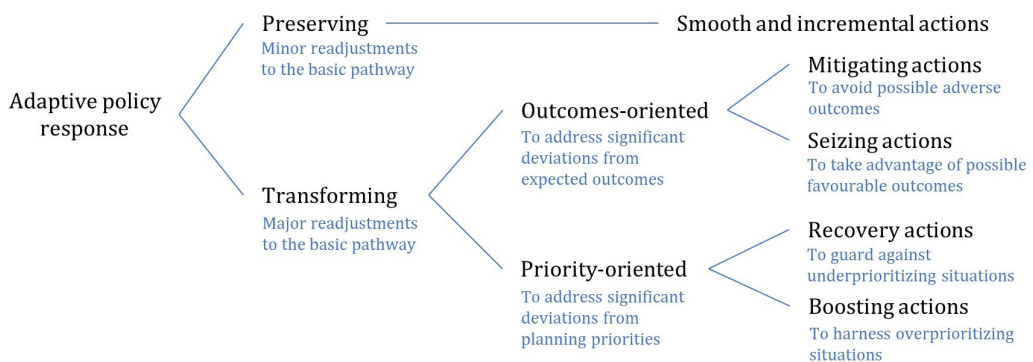 Adaptive policy
response
Preserving
Minor readjustments
to the basic pathway
Smooth and incremental actions
Transforming
Major readjustments
to the basic pathway
Outcomes-oriented
To address significant
deviations from
expected outcomes
Mitigating actions
To avoid possible adverse
outcomes
Seizing actions
To take advantage of possible
favourable outcomes
Priority-oriented
To address significant
deviations from
planning priorities
Recovery actions
To guard against
underprioritizing situations
Boosting actions
To harness overprioritizing
situations